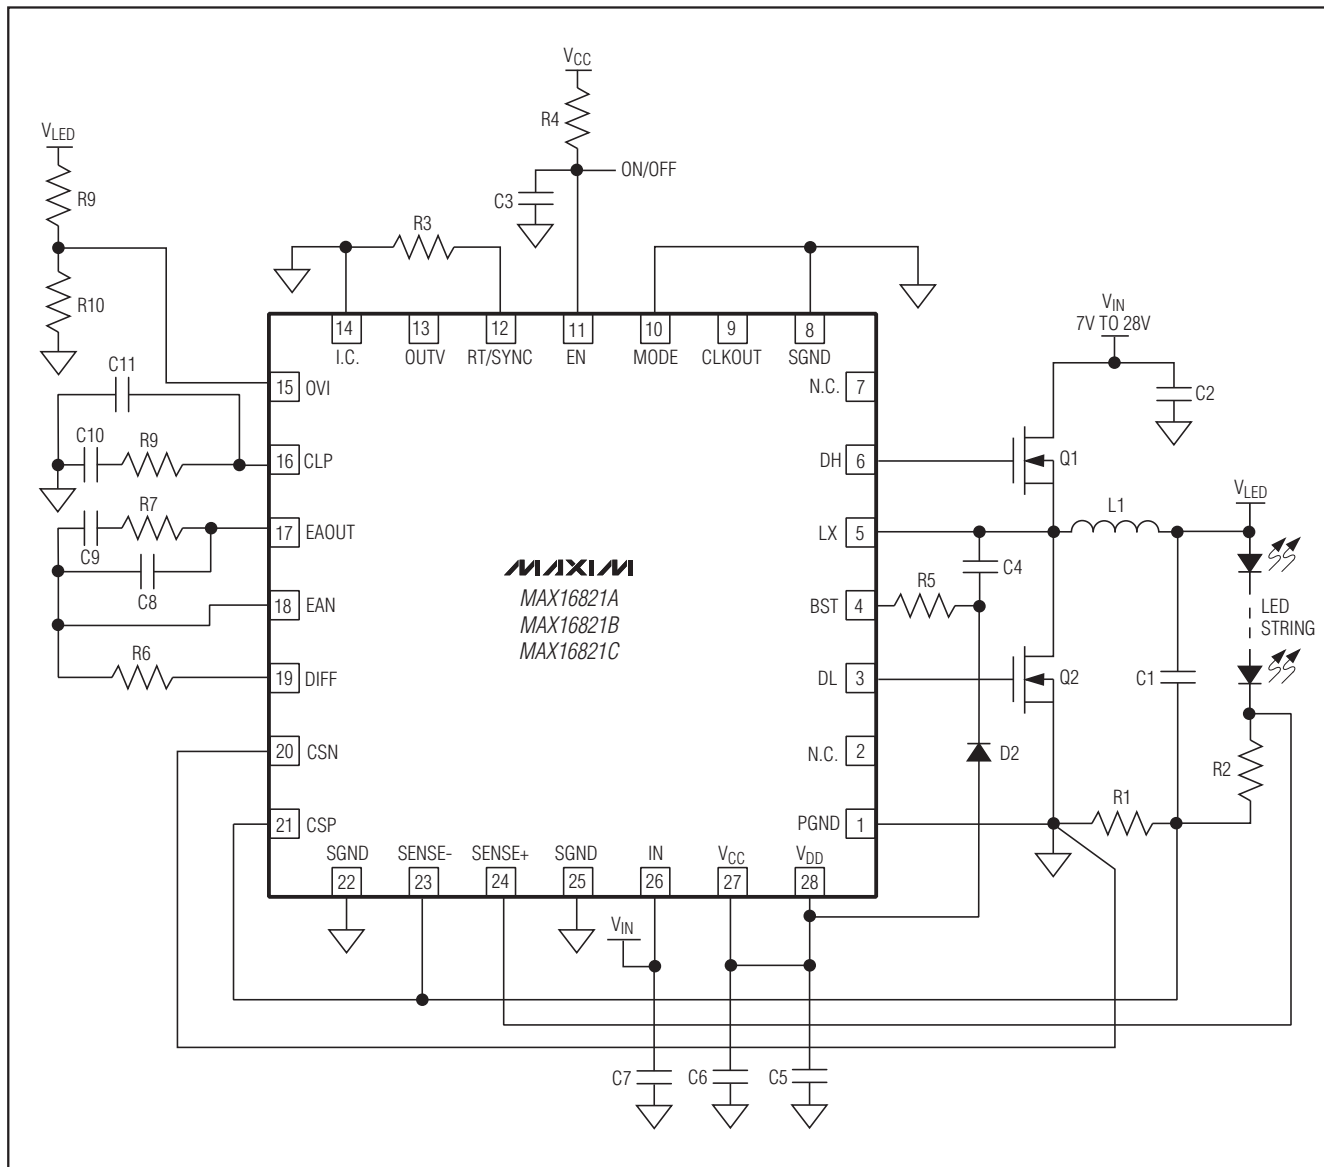 VCC
R4
VLED
ON/OFF
R9
C3
R3
R10
VIN
7V TO 28V
14
13
12
11
10
9
8
I.C.
OUTV
RT/SYNC
EN
MODE
CLKOUT
SGND
C11
15 OVI
N.C. 7
C2
C10
R9
16 CLP
DH 6
Q1
R7
VLED
L1
C9
17 EAOUT
LX 5
C4
MAXIM
C8
R5
MAX16821A
18 EAN
BST 4
LED
STRING
MAX16821B
MAX16821C
R6
19 DIFF
DL 3
Q2
C1
20 CSN
N.C. 2
D2
R2
R1
21 CSP
PGND 1
SGND
SENSE-
SENSE+
SGND
IN
VCC
VDD
22
23
24
25
26
27
28
VIN
C7
C6
C5